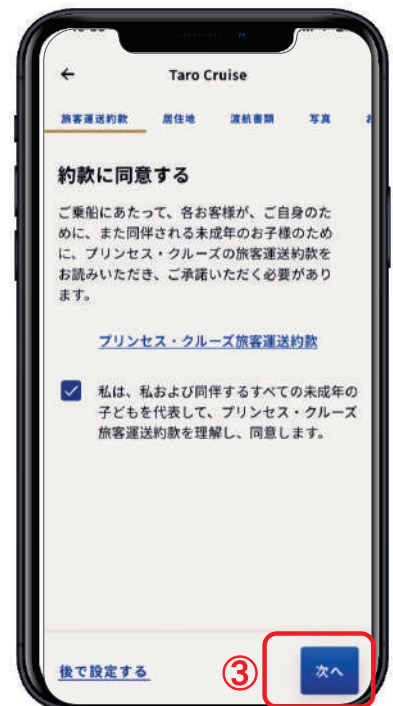 Taro Cruise
旅客運送約款 居住地 渡航書類 写真
約款に同意する
ご乗船にあたって、各お客様が、ご自身のた
めに、また同伴される未成年のお子様のため
に、プリンセス・クルーズの旅客運送約款を
お読みいただき、ご承諾いただく必要があり
ます。
プリンセス・クルーズ旅客運送約款
私は、私および同伴するすべての未成年の
子どもを代表して、プリンセス・クルーズ
旅客運送約款を理解し、同意します。
後で設定する ③ 次へ